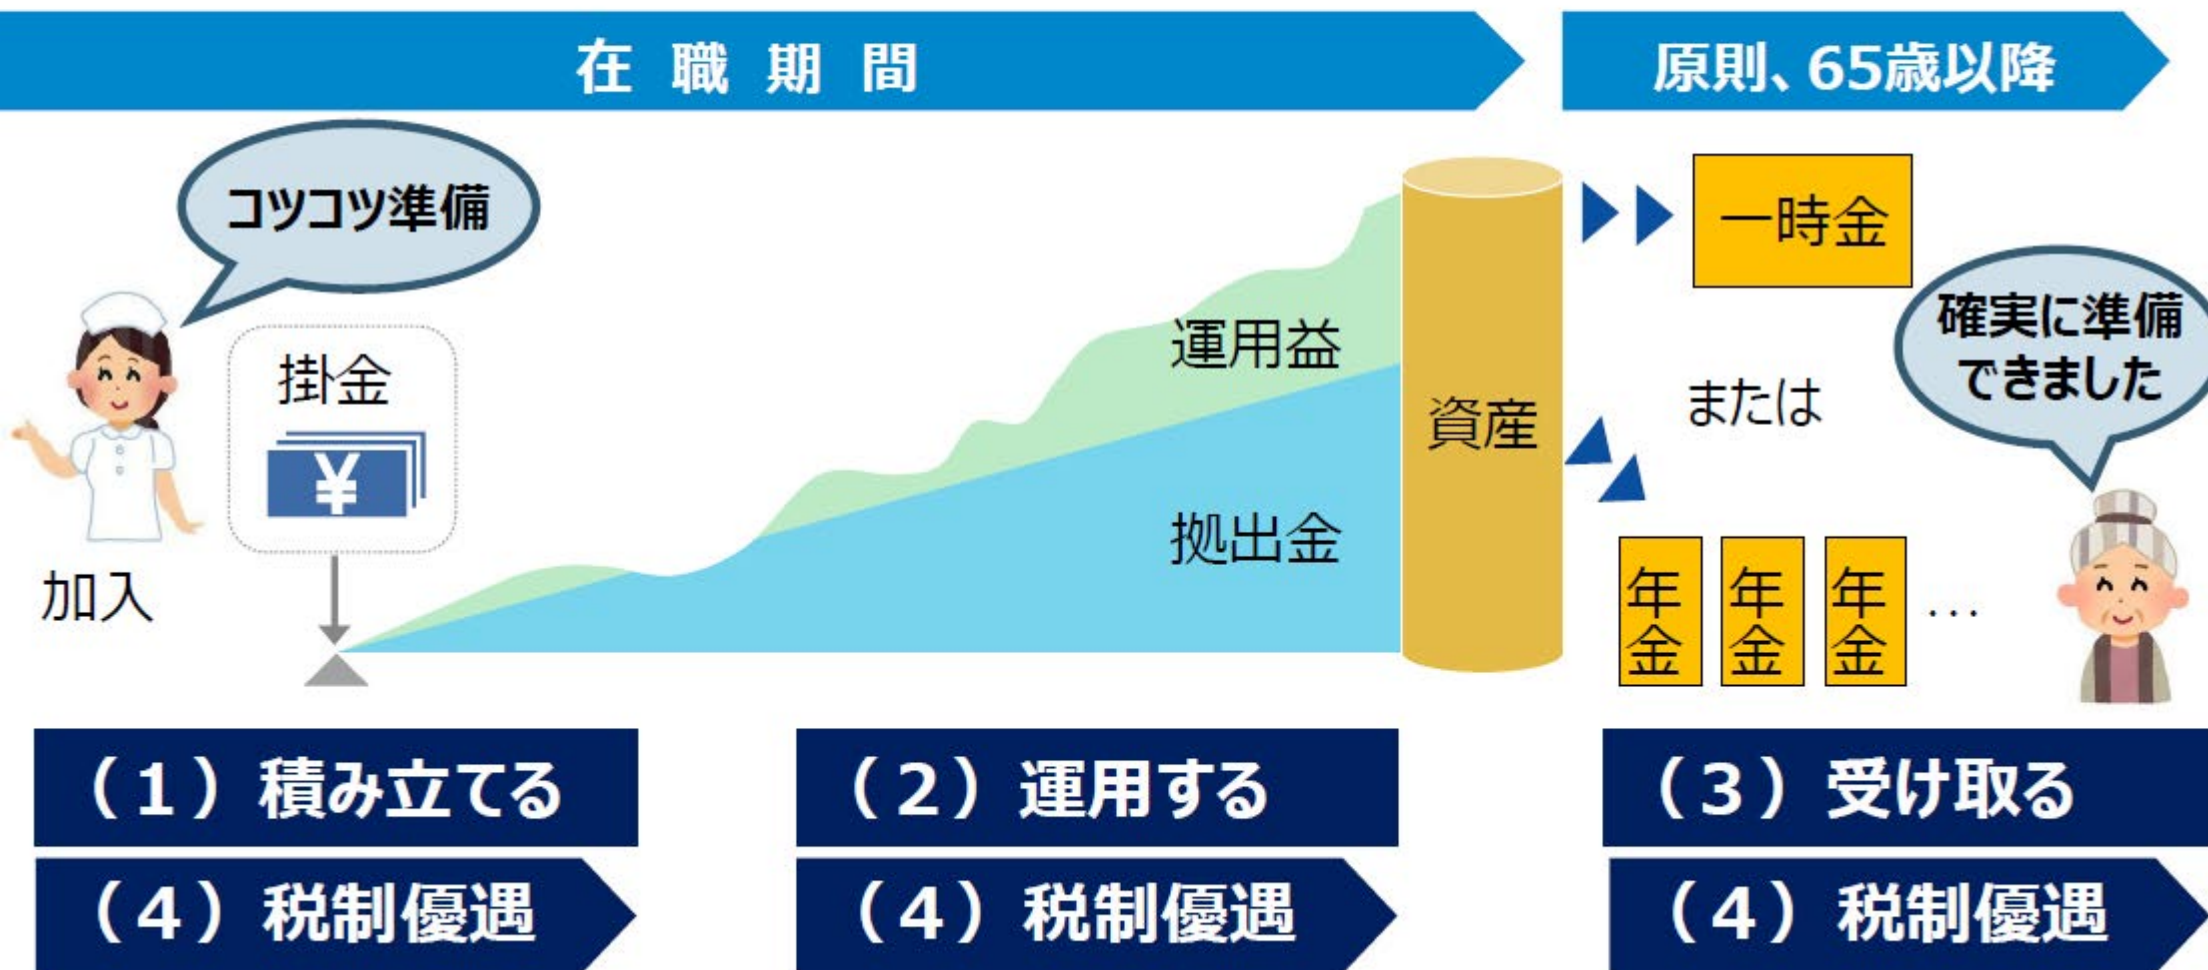 在職期間
原則、65歳以降
コツコツ準備
掛金
¥
加入
運用益
拠出金
資産
一時金
または
年金
年金
年金
…
確実に準備
できました
（1）積み立てる
（2）運用する
（3）受け取る
（4）税制優遇
（4）税制優遇
（4）税制優遇